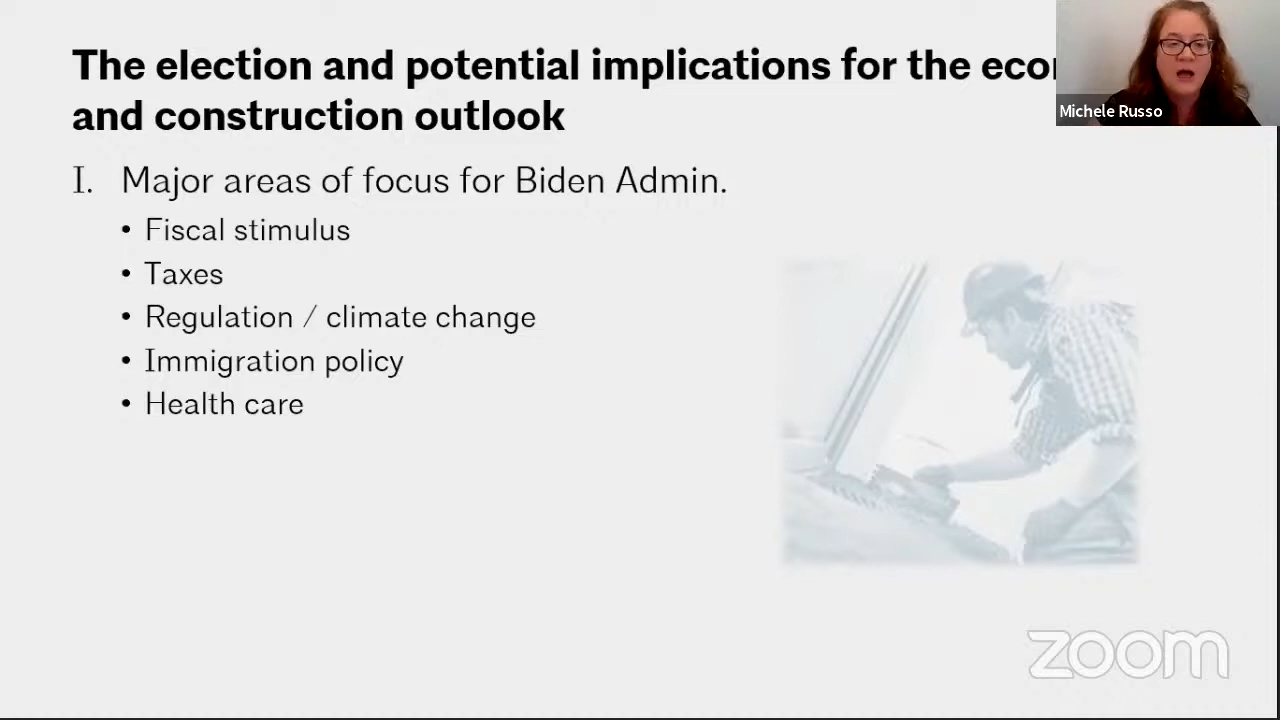 The election and potential implications for the
and construction outlook
Michele Russo
I. Major areas of focus for Biden Admin.
• Fiscal stimulus
• Taxes
• Regulation / climate change
• Immigration policy
• Health care
zoom